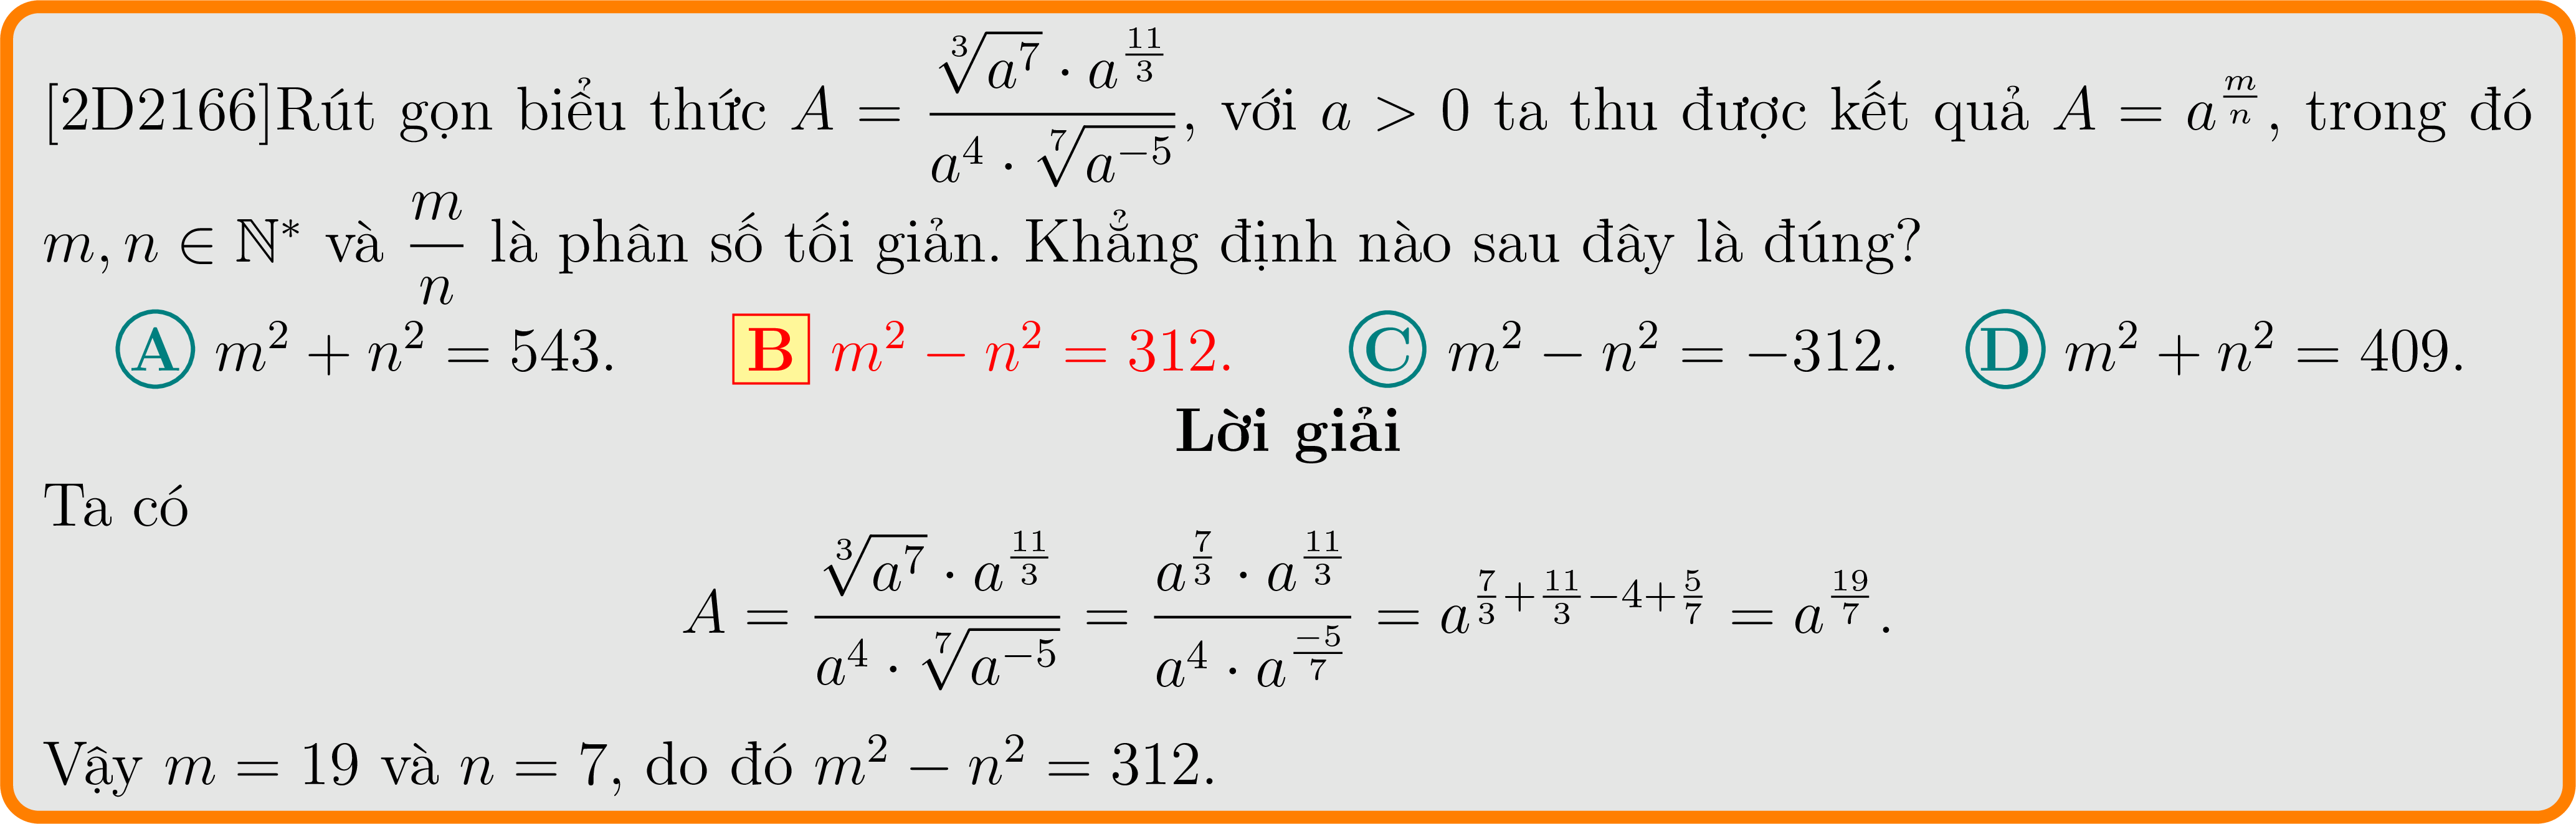 [2D2166]Rút gọn biểu thức $A = \dfrac{\sqrt[3]{a^7} \cdot a^{\frac{11}{3}}}{a^4 \cdot \sqrt[7]{a^{-5}}}$, với $a > 0$ ta thu được kết quả $A = a^{\frac{m}{n}}$, trong đó
$m, n \in \mathbb{N}^*$ và $\dfrac{m}{n}$ là phân số tối giản. Khẳng định nào sau đây là đúng?
A $m^2 + n^2 = 543$. B $m^2 - n^2 = 312$. C $m^2 - n^2 = -312$. D $m^2 + n^2 = 409$.
Lời giải
Ta có
$A = \dfrac{\sqrt[3]{a^7} \cdot a^{\frac{11}{3}}}{a^4 \cdot \sqrt[7]{a^{-5}}} = \dfrac{a^{\frac{7}{3}} \cdot a^{\frac{11}{3}}}{a^4 \cdot a^{\frac{-5}{7}}} = a^{\frac{7}{3} + \frac{11}{3} - 4 + \frac{5}{7}} = a^{\frac{19}{7}}.$
Vậy $m = 19$ và $n = 7$, do đó $m^2 - n^2 = 312$.